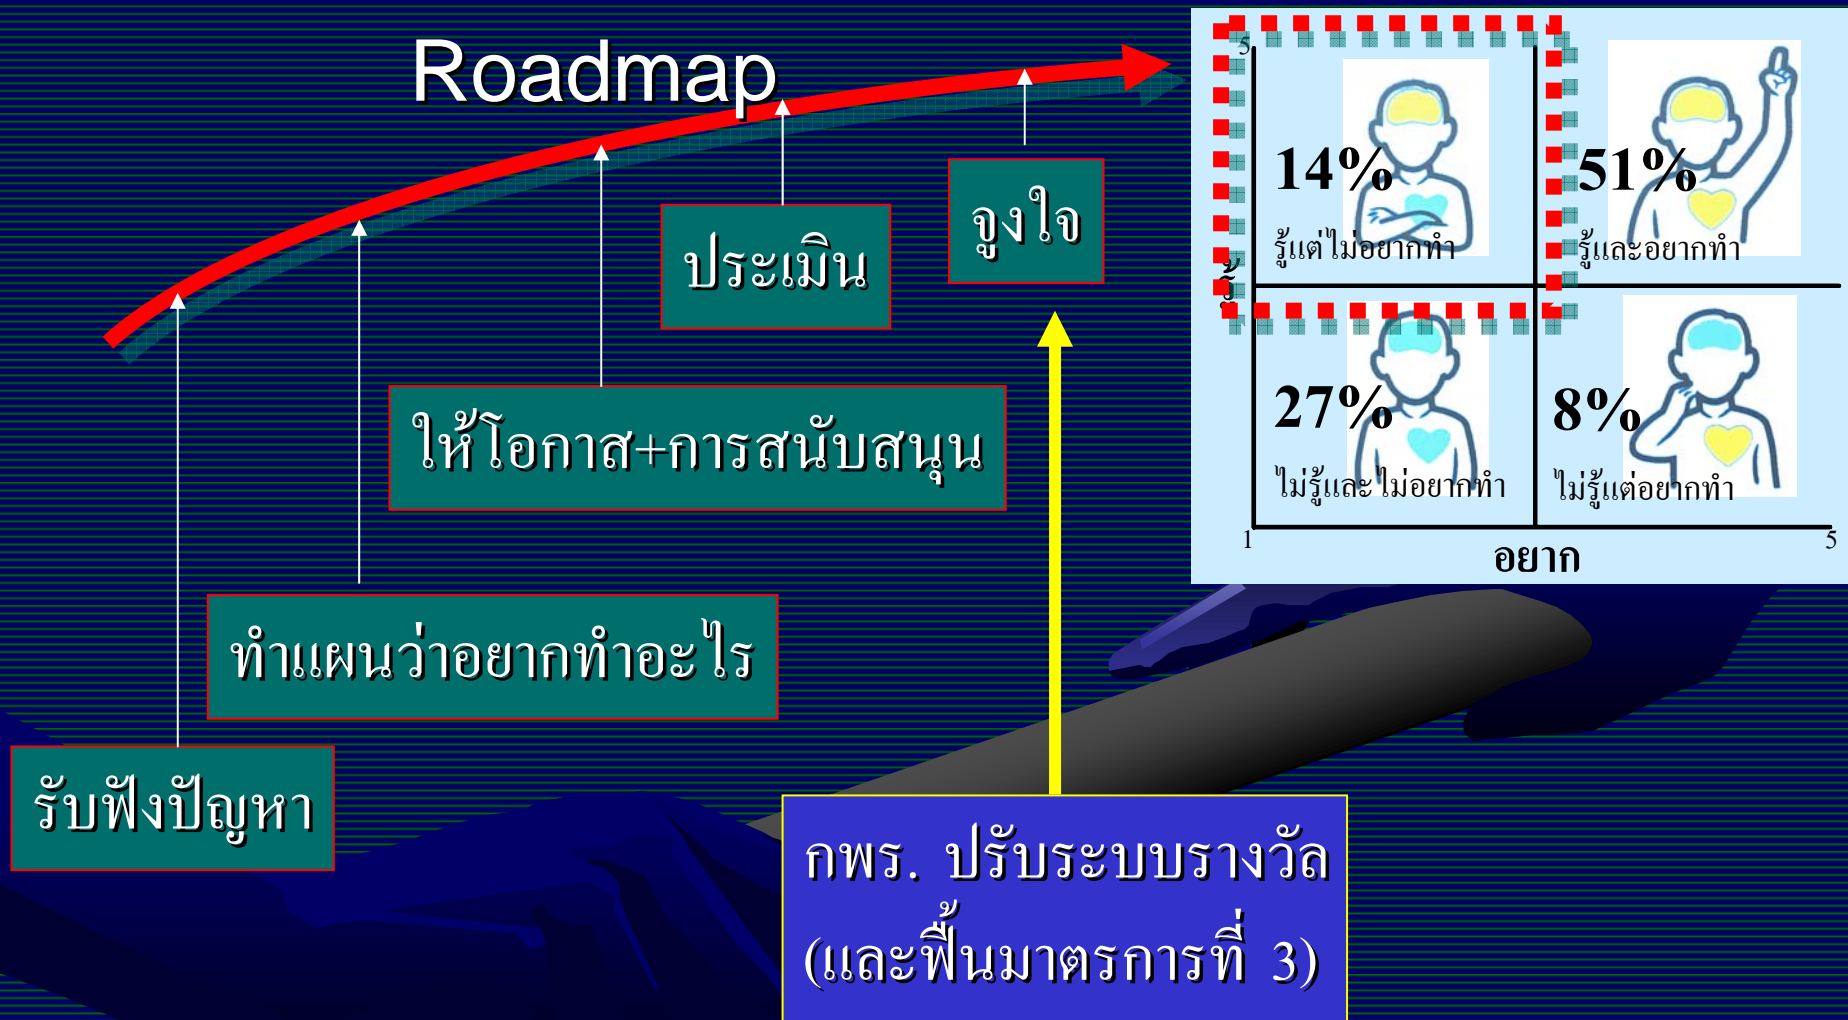 Roadmap
จูงใจ
ประเมิน
ให้โอกาส+การสนับสนุน
ทำแผนว่าอยากทำอะไร
รับฟังปัญหา
กพร. ปรับระบบรางวัล
(และฟื้นมาตรการที่ 3)
5
14%
รู้แต่ไม่อยากทำ
51%
รู้และอยากทำ
รู้
27%
ไม่รู้และไม่อยากทำ
8%
ไม่รู้แต่อยากทำ
1
อยาก
5